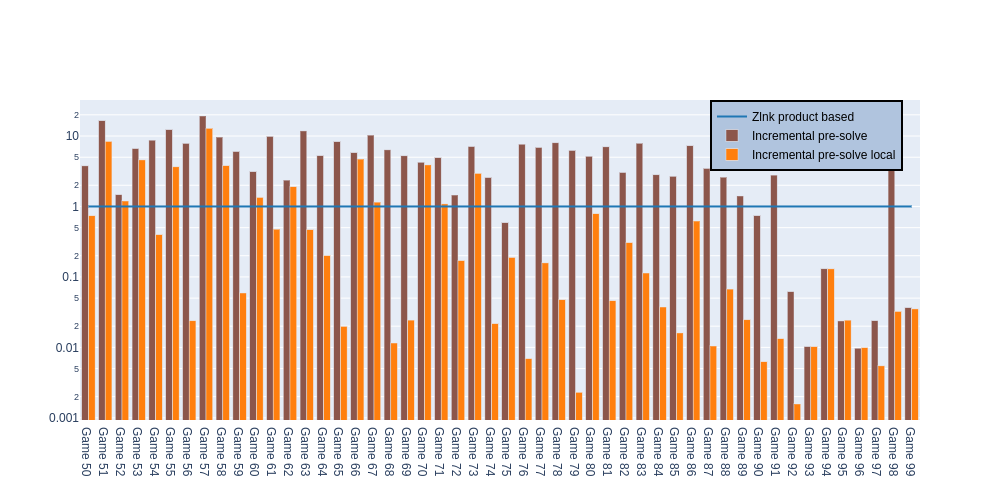 2
10
5
2
1
5
2
0.1
5
2
0.01
5
2
0.001
Zlnk product based
Incremental pre-solve
Incremental pre-solve local
Game 50
Game 51
Game 52
Game 53
Game 54
Game 55
Game 56
Game 57
Game 58
Game 59
Game 60
Game 61
Game 62
Game 63
Game 64
Game 65
Game 66
Game 67
Game 68
Game 69
Game 70
Game 71
Game 72
Game 73
Game 74
Game 75
Game 76
Game 77
Game 78
Game 79
Game 80
Game 81
Game 82
Game 83
Game 84
Game 85
Game 86
Game 87
Game 88
Game 89
Game 90
Game 91
Game 92
Game 93
Game 94
Game 95
Game 96
Game 97
Game 98
Game 99